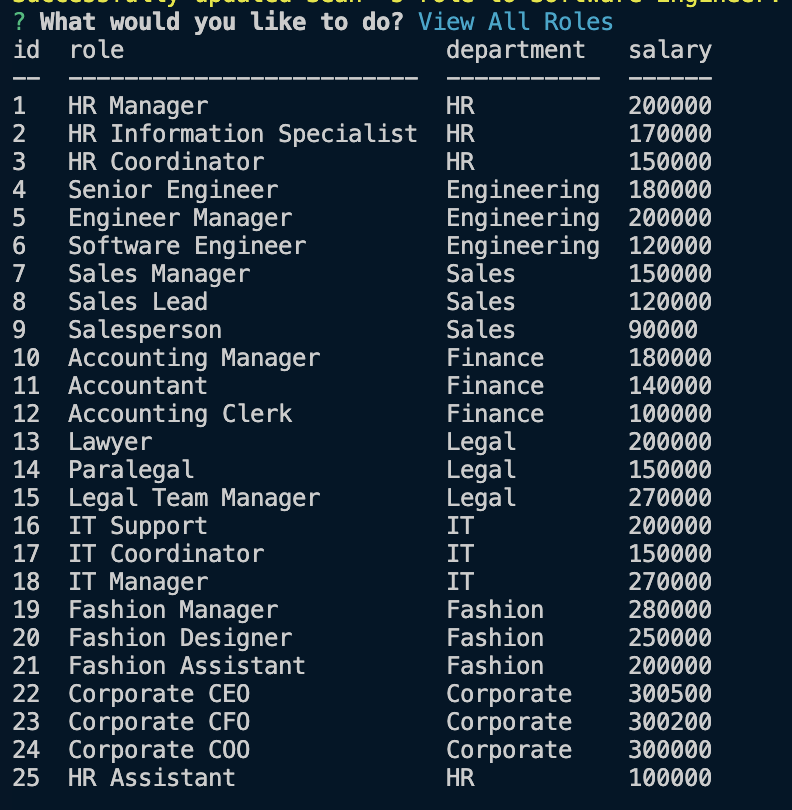 Successfully updated Sean 's role to Software Engineer.
? What would you like to do? View All Roles
id  role                       department   salary
--  -------------------------  -----------  ------
1   HR Manager                 HR           200000
2   HR Information Specialist  HR           170000
3   HR Coordinator             HR           150000
4   Senior Engineer            Engineering  180000
5   Engineer Manager           Engineering  200000
6   Software Engineer          Engineering  120000
7   Sales Manager              Sales        150000
8   Sales Lead                 Sales        120000
9   Salesperson                Sales        90000
10  Accounting Manager         Finance      180000
11  Accountant                 Finance      140000
12  Accounting Clerk           Finance      100000
13  Lawyer                     Legal        200000
14  Paralegal                  Legal        150000
15  Legal Team Manager         Legal        270000
16  IT Support                 IT           200000
17  IT Coordinator             IT           150000
18  IT Manager                 IT           270000
19  Fashion Manager            Fashion      280000
20  Fashion Designer           Fashion      250000
21  Fashion Assistant          Fashion      200000
22  Corporate CEO              Corporate    300500
23  Corporate CFO              Corporate    300200
24  Corporate COO              Corporate    300000
25  HR Assistant               HR           100000